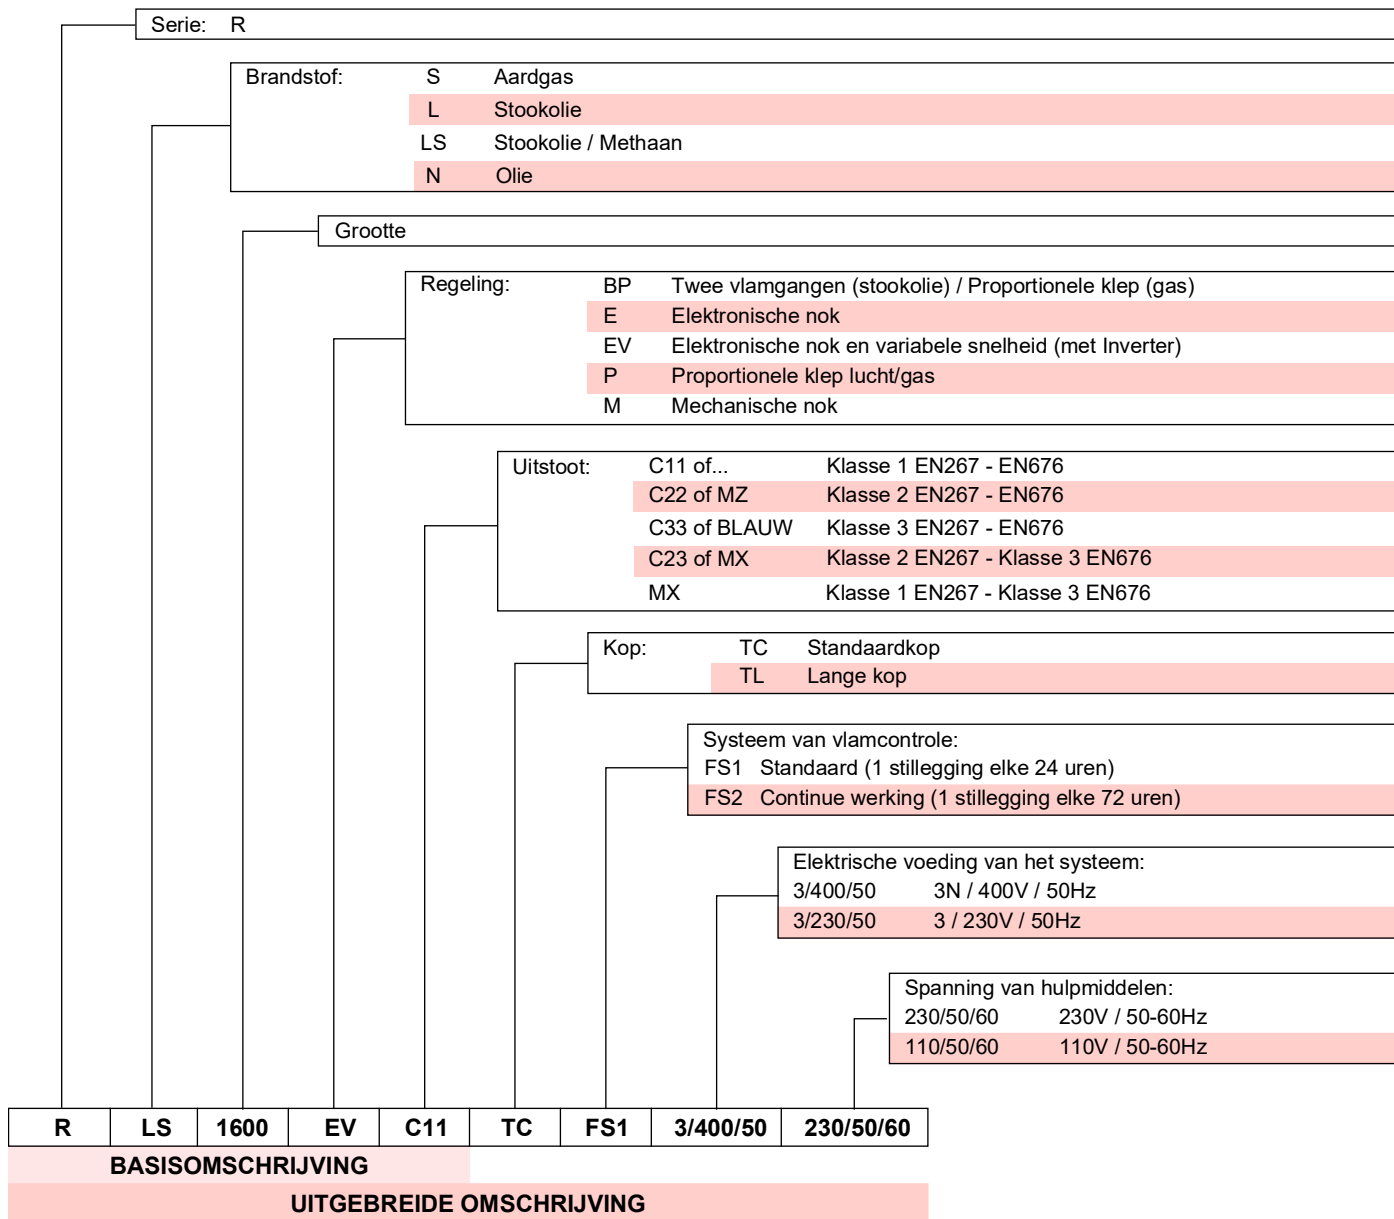 Serie: R
Brandstof: S Aardgas
L Stookolie
LS Stookolie / Methaan
N Olie
Grootte
Regeling: BP Twee vlamgangen (stookolie) / Proportionele klep (gas)
E Elektronische nok
EV Elektronische nok en variabele snelheid (met Inverter)
P Proportionele klep lucht/gas
M Mechanische nok
Uitstoot: C11 of... Klasse 1 EN267 - EN676
C22 of MZ Klasse 2 EN267 - EN676
C33 of BLAUW Klasse 3 EN267 - EN676
C23 of MX Klasse 2 EN267 - Klasse 3 EN676
MX Klasse 1 EN267 - Klasse 3 EN676
Kop: TC Standaardkop
TL Lange kop
Systeem van vlamcontrole:
FS1 Standaard (1 stillegging elke 24 uren)
FS2 Continue werking (1 stillegging elke 72 uren)
Elektrische voeding van het systeem:
3/400/50 3N / 400V / 50Hz
3/230/50 3 / 230V / 50Hz
Spanning van hulpmiddelen:
230/50/60 230V / 50-60Hz
110/50/60 110V / 50-60Hz
R LS 1600 EV C11 TC FS1 3/400/50 230/50/60
BASISOMSCHRIJVING
UITGEBREIDE OMSCHRIJVING